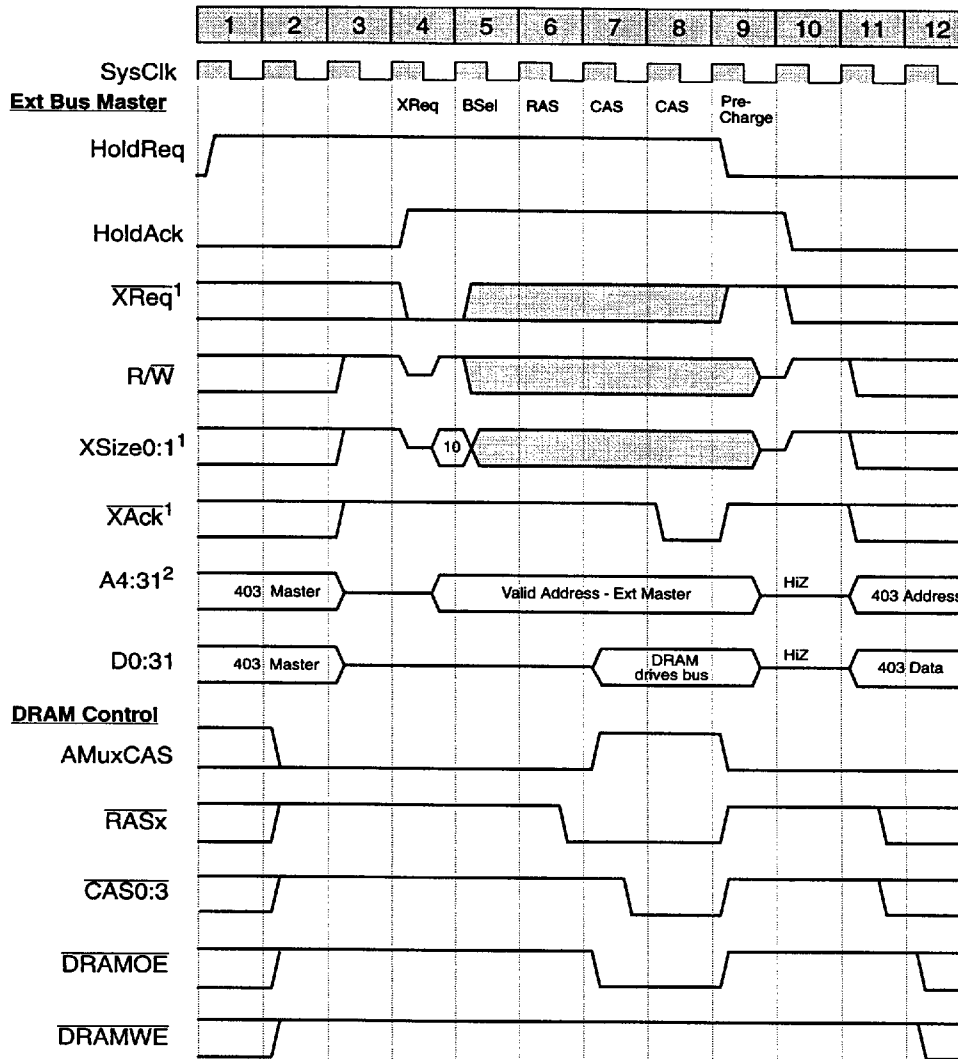 1 2 3 4 5 6 7 8 9 10 11 12
SysClk
Ext Bus Master XReq BSel RAS CAS CAS Pre-
Charge
HoldReq
HoldAck
XReq1
R/W
XSize0:11 10
XAck1
A4:312 403 Master Valid Address - Ext Master HiZ 403 Address
D0:31 403 Master DRAM HiZ 403 Data
drives bus
DRAM Control
AMuxCAS
RASx
CAS0:3
DRAMOE
DRAMWE